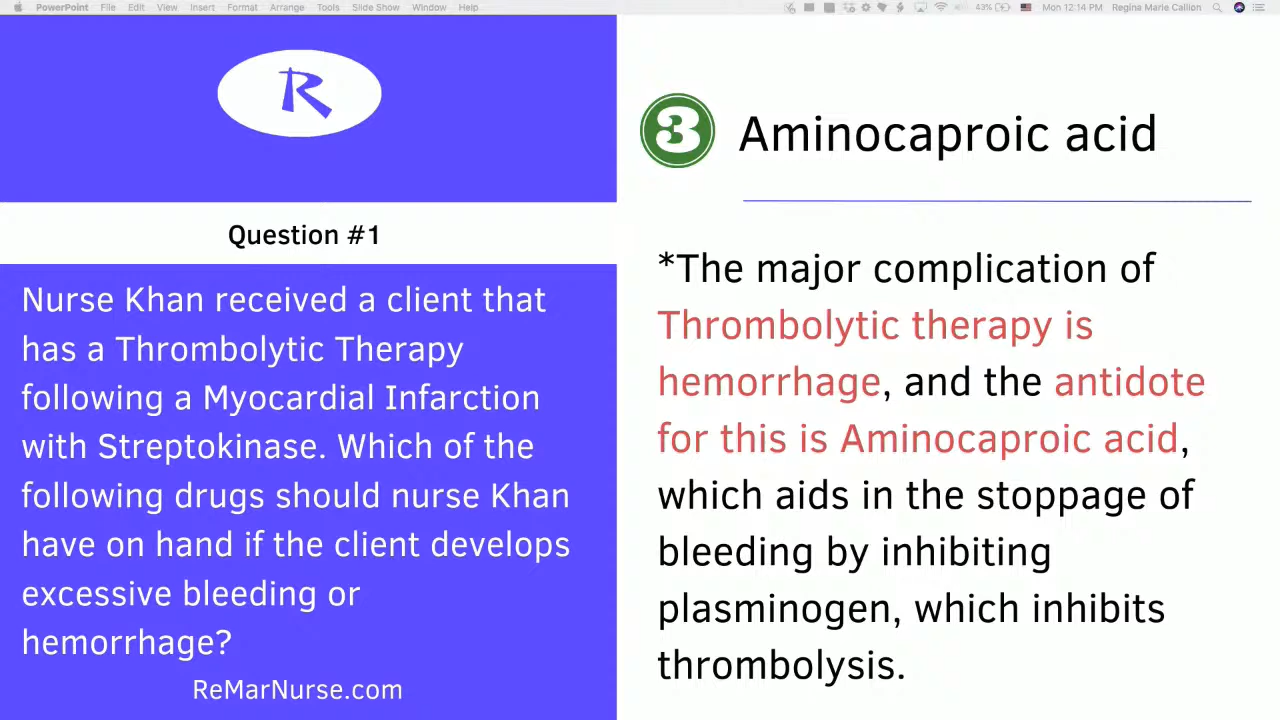 PowerPoint File Edit View Insert Format Arrange Tools Slide Show Window Help 43% Mon 12:14 PM Regina Marie Callion
R
Question #1
Nurse Khan received a client that
has a Thrombolytic Therapy
following a Myocardial Infarction
with Streptokinase. Which of the
following drugs should nurse Khan
have on hand if the client develops
excessive bleeding or
hemorrhage?
ReMarNurse.com
3 Aminocaproic acid
*The major complication of
Thrombolytic therapy is
hemorrhage, and the antidote
for this is Aminocaproic acid,
which aids in the stoppage of
bleeding by inhibiting
plasminogen, which inhibits
thrombolysis.